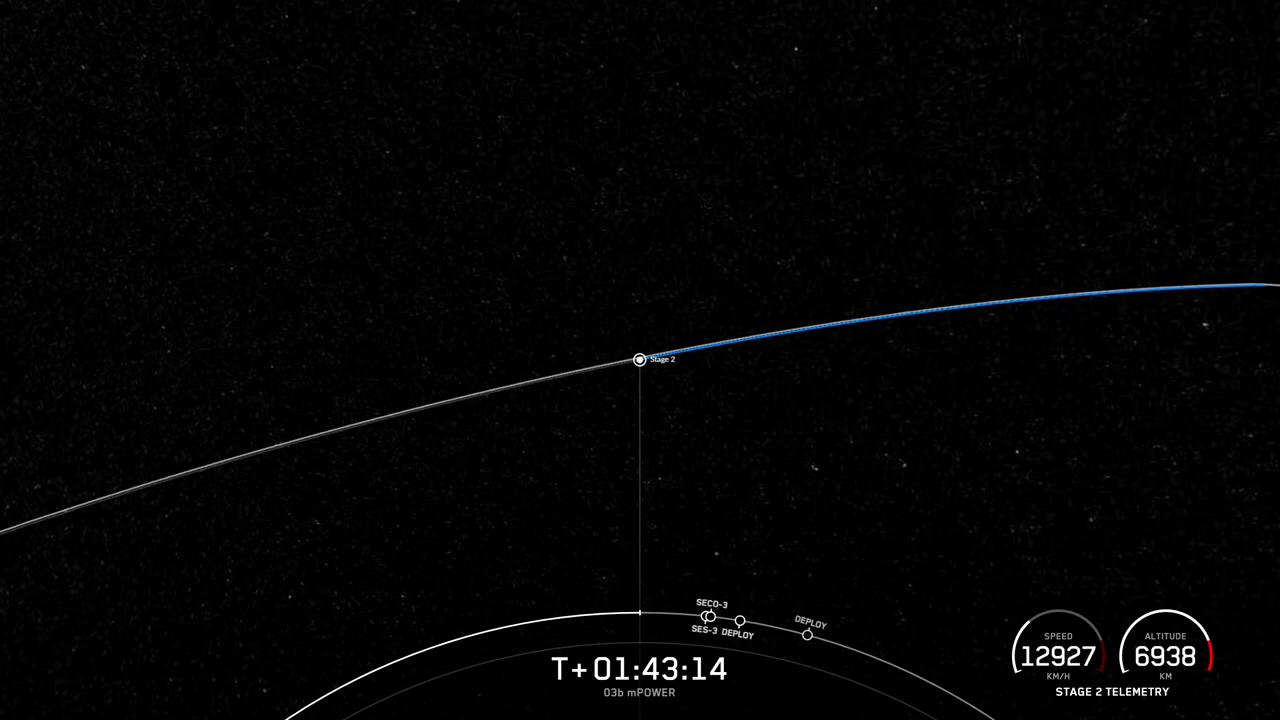 Stage 2
SECO-3
SES-3 DEPLOY
DEPLOY
T+01:43:14
03b mPOWER
SPEED
12927
KM/H
ALTITUDE
6938
KM
STAGE 2 TELEMETRY